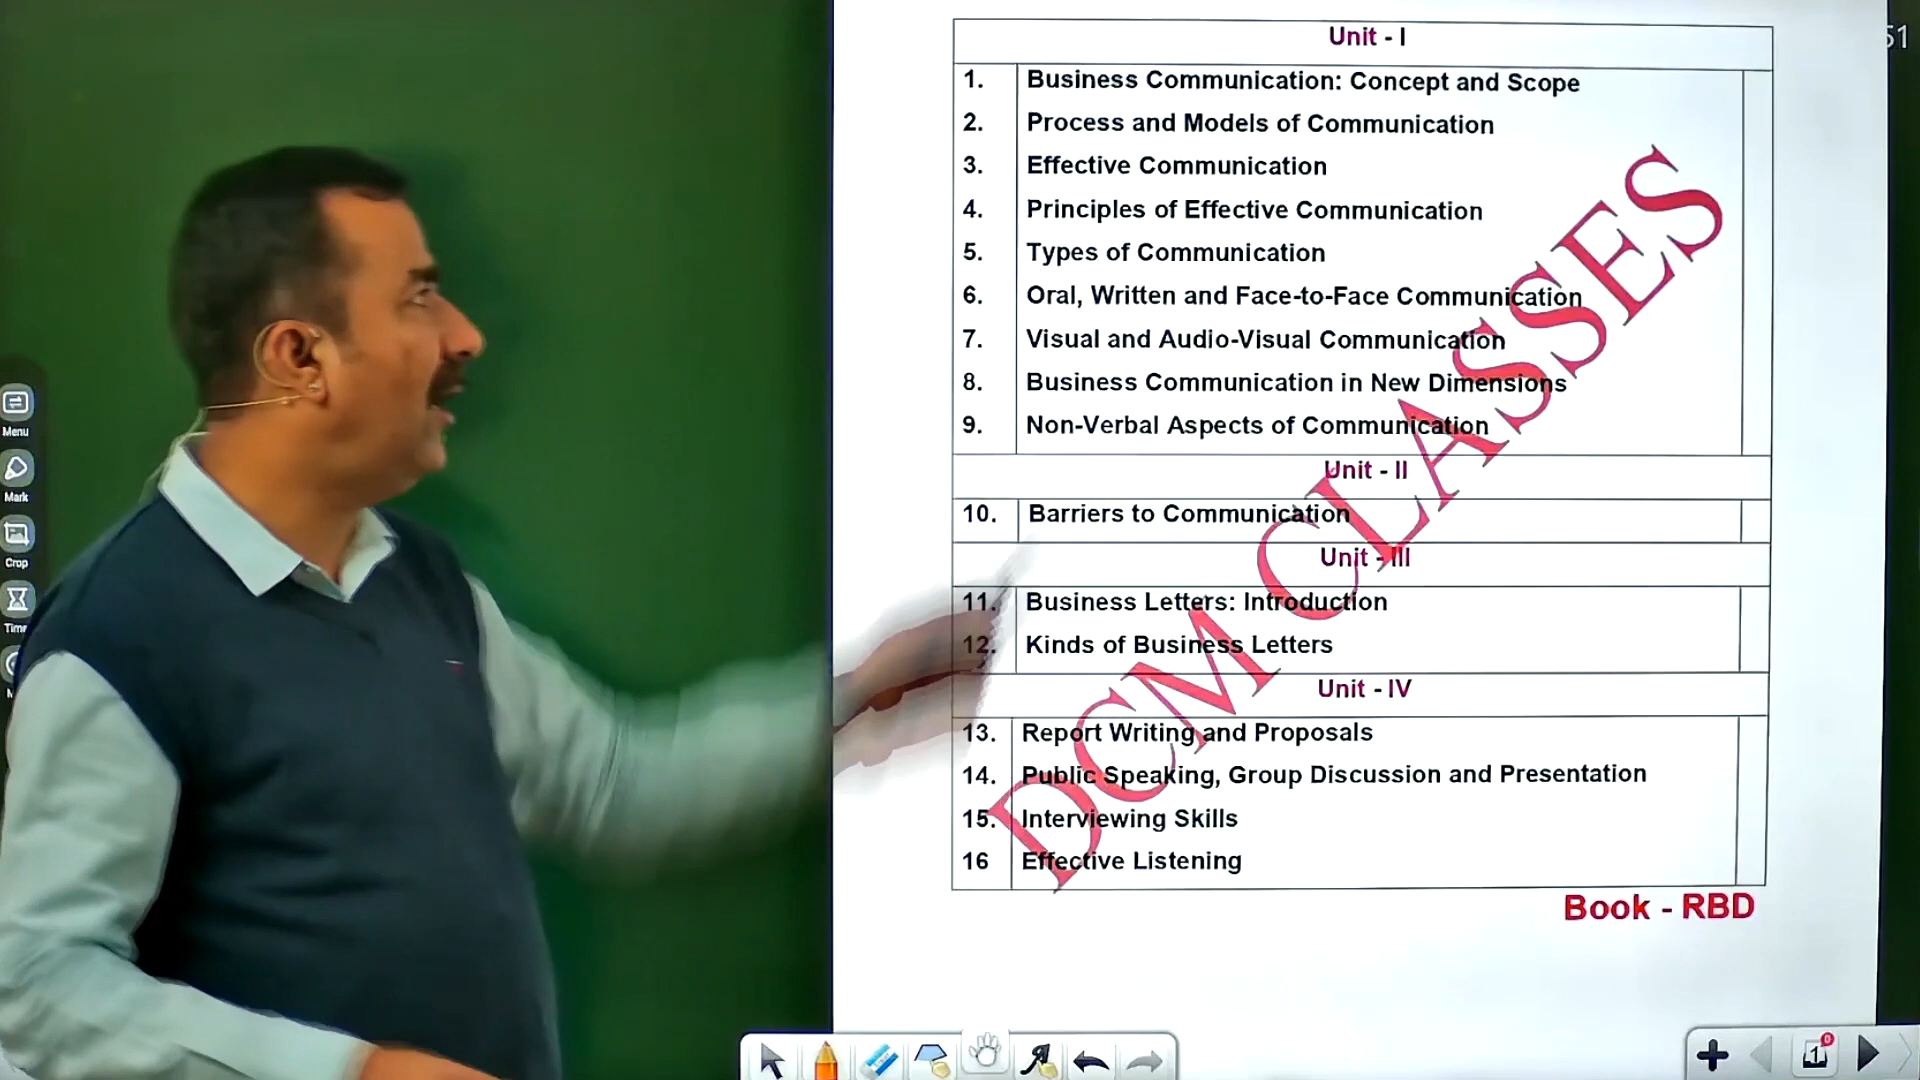 Unit - I
1. Business Communication: Concept and Scope
2. Process and Models of Communication
3. Effective Communication
4. Principles of Effective Communication
5. Types of Communication
6. Oral, Written and Face-to-Face Communication
7. Visual and Audio-Visual Communication
8. Business Communication in New Dimensions
9. Non-Verbal Aspects of Communication
Unit - II
10. Barriers to Communication
Unit - III
11. Business Letters: Introduction
12. Kinds of Business Letters
Unit - IV
13. Report Writing and Proposals
14. Public Speaking, Group Discussion and Presentation
15. Interviewing Skills
16 Effective Listening
Book - RBD
DCM CLASSES
51
Menu
Mark
Crop
Time
1
0